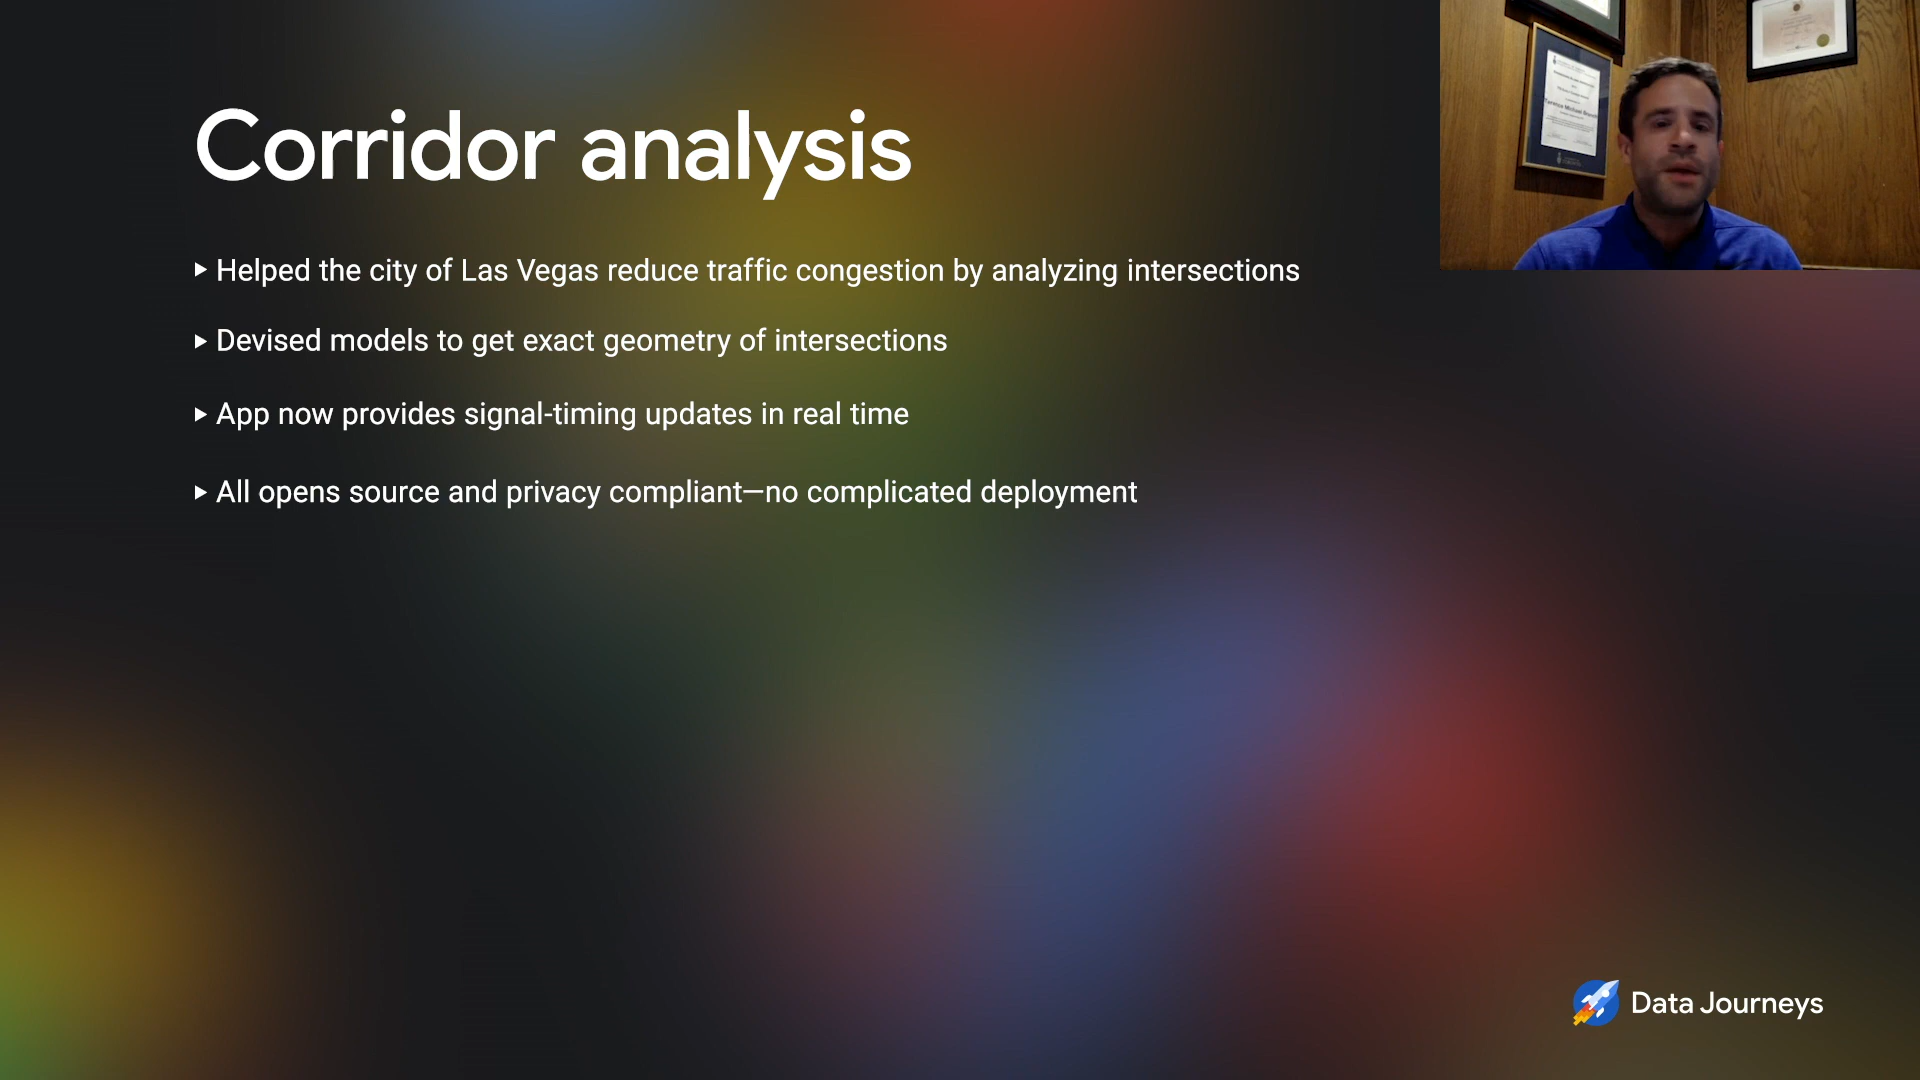 Corridor analysis
Helped the city of Las Vegas reduce traffic congestion by analyzing intersections
Devised models to get exact geometry of intersections
App now provides signal-timing updates in real time
All opens source and privacy compliant—no complicated deployment
Data Journeys